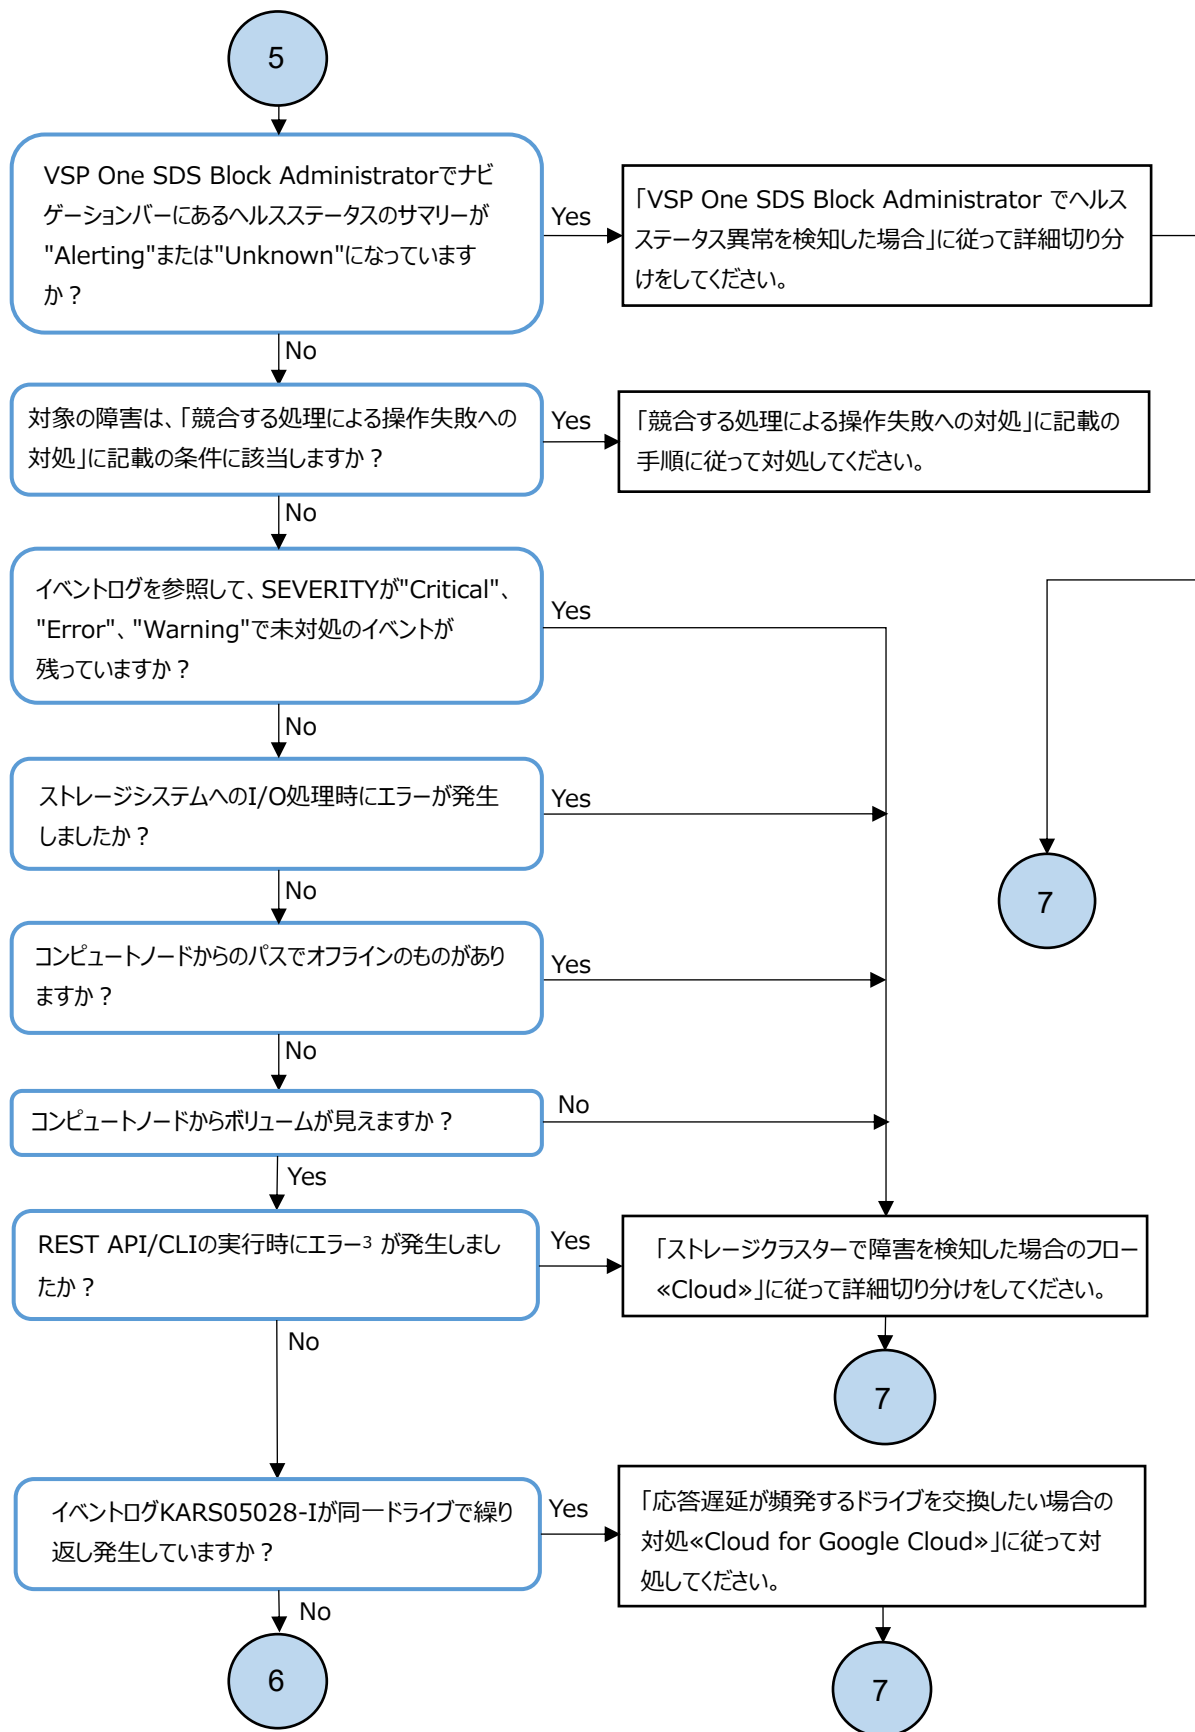 5
VSP One SDS Block Administratorでナビ
ゲーションバーにあるヘルスステータスのサマリーが
"Alerting"または"Unknown"になっています
か？
Yes
「VSP One SDS Block Administrator でヘルス
ステータス異常を検知した場合」に従って詳細切り分
けをしてください。
No
対象の障害は、「競合する処理による操作失敗への
対処」に記載の条件に該当しますか？
Yes
「競合する処理による操作失敗への対処」に記載の
手順に従って対処してください。
No
イベントログを参照して、SEVERITYが"Critical"、
"Error"、"Warning"で未対処のイベントが
残っていますか？
Yes
No
ストレージシステムへのI/O処理時にエラーが発生
しましたか？
Yes
7
No
コンピュートノードからのパスでオフラインのものがあり
ますか？
Yes
No
コンピュートノードからボリュームが見えますか？
No
Yes
REST API/CLIの実行時にエラー3 が発生しまし
たか？
Yes
「ストレージクラスターで障害を検知した場合のフロー
«Cloud»」に従って詳細切り分けをしてください。
No
7
イベントログKARS05028-Iが同一ドライブで繰り
返し発生していますか？
Yes
「応答遅延が頻発するドライブを交換したい場合の
対処«Cloud for Google Cloud»」に従って対
処してください。
No
6
7